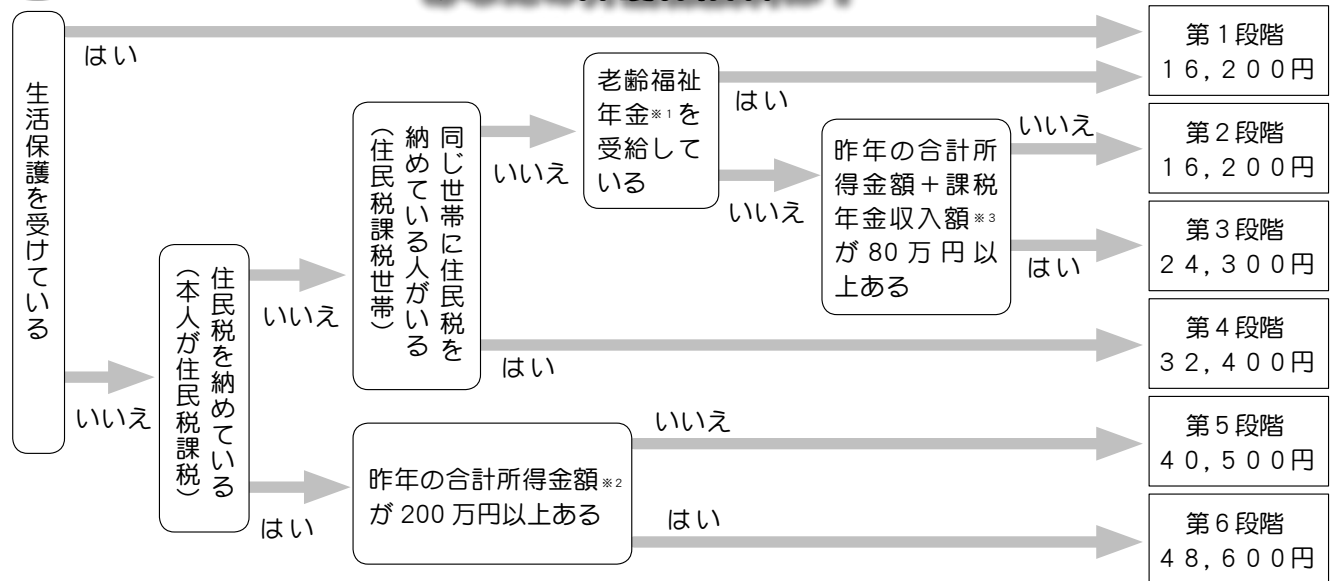 生活保護を受けている
はい
いいえ
住民税を納めている
（本人が住民税課税）
いいえ
はい
同じ世帯に住民税を
納めている人がいる
（住民税課税世帯）
いいえ
はい
老齢福祉
年金※1を
受給して
いる
はい
いいえ
昨年の合計所
得金額＋課税
年金収入額※3
が80万円以
上ある
いいえ
はい
昨年の合計所得金額※2
が200万円以上ある
いいえ
はい
第1段階
16,200円
第2段階
16,200円
第3段階
24,300円
第4段階
32,400円
第5段階
40,500円
第6段階
48,600円